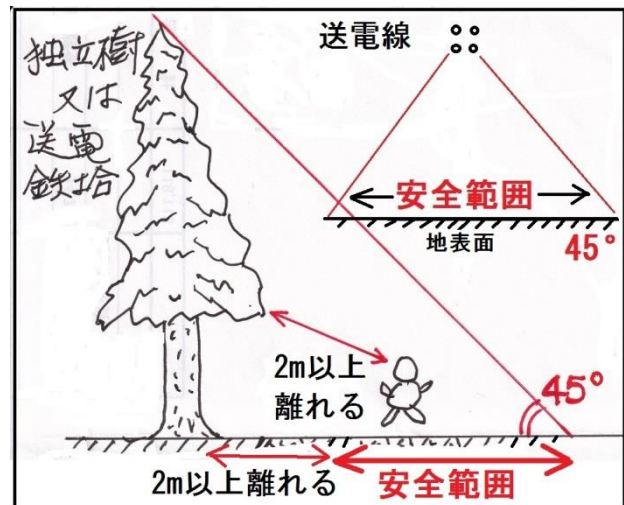 独立樹
又は
送電
鉄塔
送電線
安全範囲
地表面
45°
2m以上
離れる
45°
2m以上離れる
安全範囲